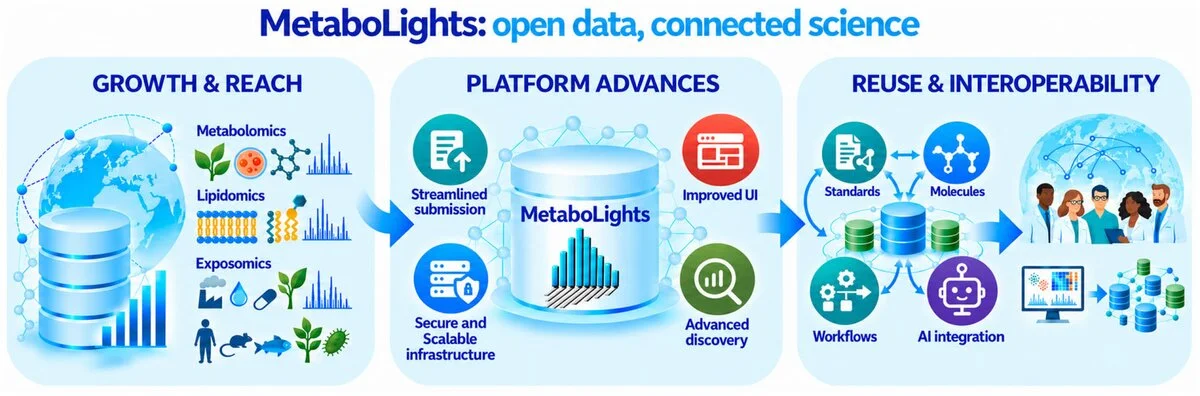 MetaboLights: open data, connected science
GROWTH & REACH
Metabolomics
Lipidomics
Exposomics
PLATFORM ADVANCES
Streamlined
submission
Improved UI
MetaboLights
Secure and
Scalable
infrastructure
Advanced
discovery
REUSE & INTEROPERABILITY
Standards
Molecules
Workflows
AI integration